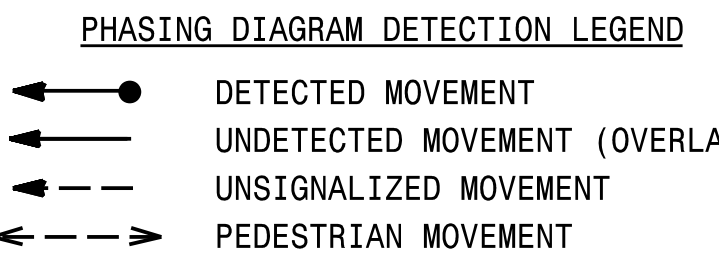 PHASING DIAGRAM DETECTION LEGEND
DETECTED MOVEMENT
UNDETECTED MOVEMENT (OVERLA
UNSIGNALIZED MOVEMENT
PEDESTRIAN MOVEMENT